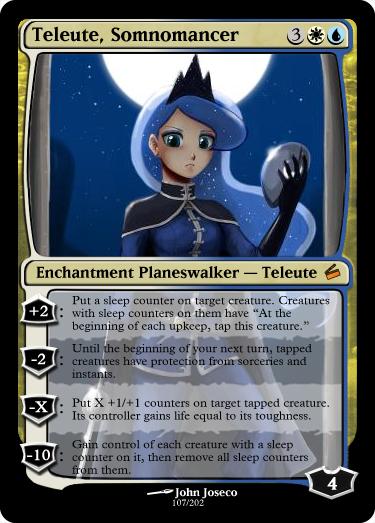 Teleute, Somnomancer 3
Enchantment Planeswalker — Teleute
+2: Put a sleep counter on target creature. Creatures
with sleep counters on them have “At the
beginning of each upkeep, tap this creature.”
-2: Until the beginning of your next turn, tapped
creatures have protection from sorceries and
instants.
-X: Put X +1/+1 counters on target tapped creature.
Its controller gains life equal to its toughness.
-10: Gain control of each creature with a sleep
counter on it, then remove all sleep counters
from them.
4
John Joseco
107/202